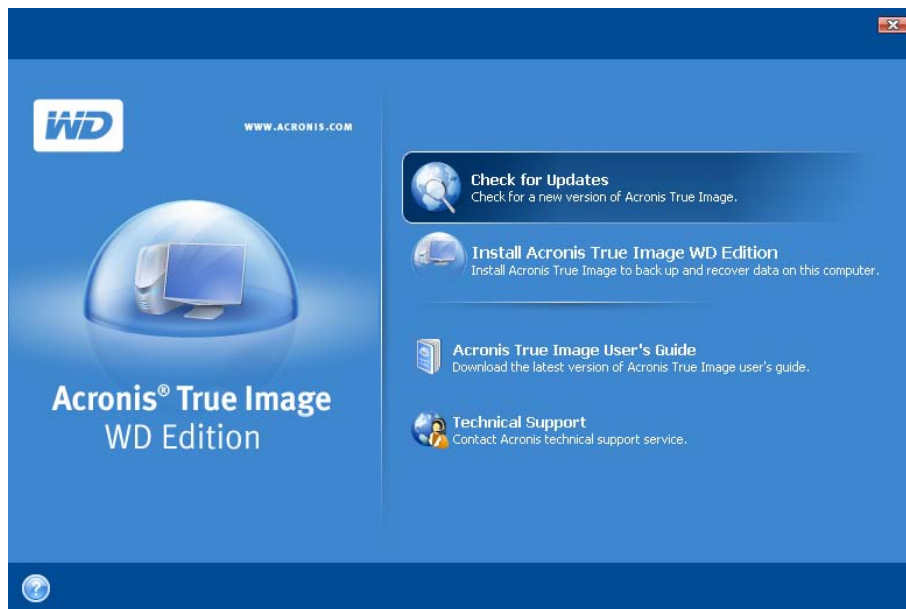 WD
WWW.ACRONIS.COM
Acronis® True Image
WD Edition
Check for Updates
Check for a new version of Acronis True Image.
Install Acronis True Image WD Edition
Install Acronis True Image to back up and recover data on this computer.
Acronis True Image User's Guide
Download the latest version of Acronis True Image user's guide.
Technical Support
Contact Acronis technical support service.
?